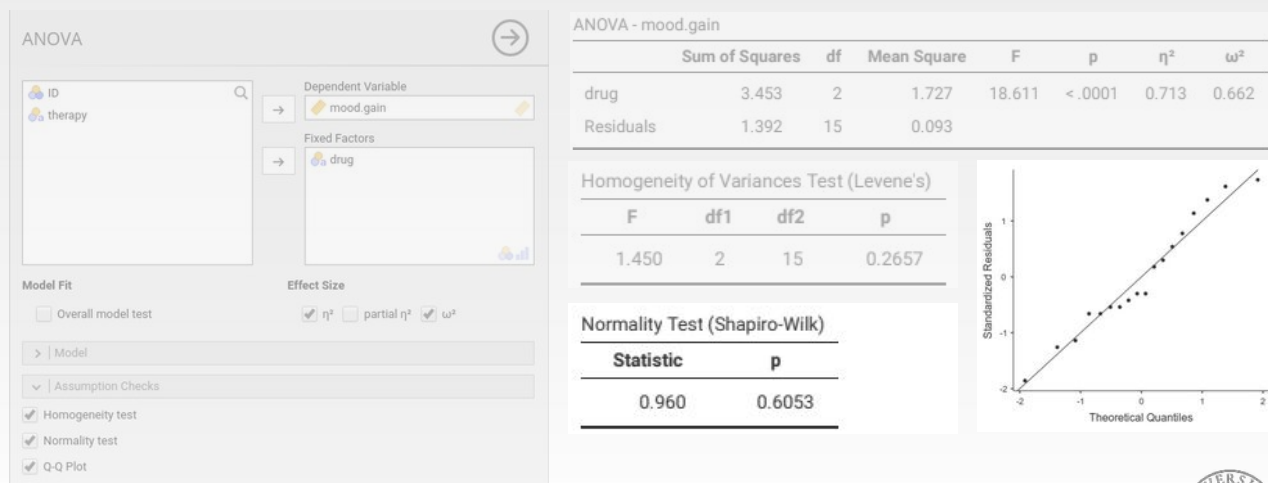 ANOVA
ID
therapy
Dependent Variable
mood.gain
Fixed Factors
drug
Model Fit
Overall model test
Effect Size
η² partial η² ω²
> | Model
Assumption Checks
Homogeneity test
Normality test
Q-Q Plot
ANOVA - mood.gain
Sum of Squares df Mean Square F p η² ω²
drug 3.453 2 1.727 18.611 < .0001 0.713 0.662
Residuals 1.392 15 0.093
Homogeneity of Variances Test (Levene's)
F df1 df2 p
1.450 2 15 0.2657
Normality Test (Shapiro-Wilk)
Statistic p
0.960 0.6053
Standardized Residuals
1
0
-1
-2
-2 -1 0 1 2
Theoretical Quantiles